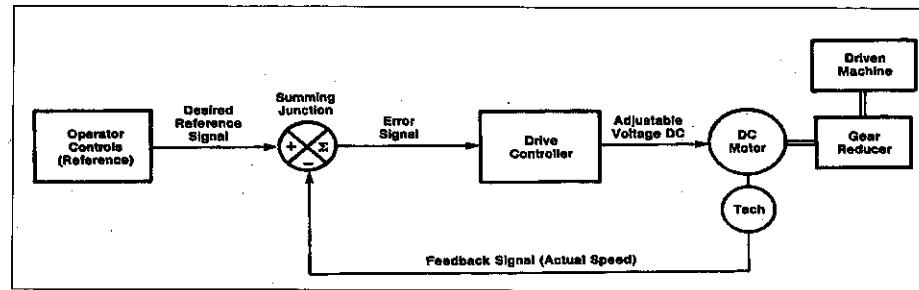 Driven
Machine
Summing
Junction
Desired
Reference
Signal
Error
Signal
Adjustable
Voltage DC
Operator
Controls
(Reference)
+
Σ
−
Drive
Controller
DC
Motor
Gear
Reducer
Tach
Feedback Signal (Actual Speed)